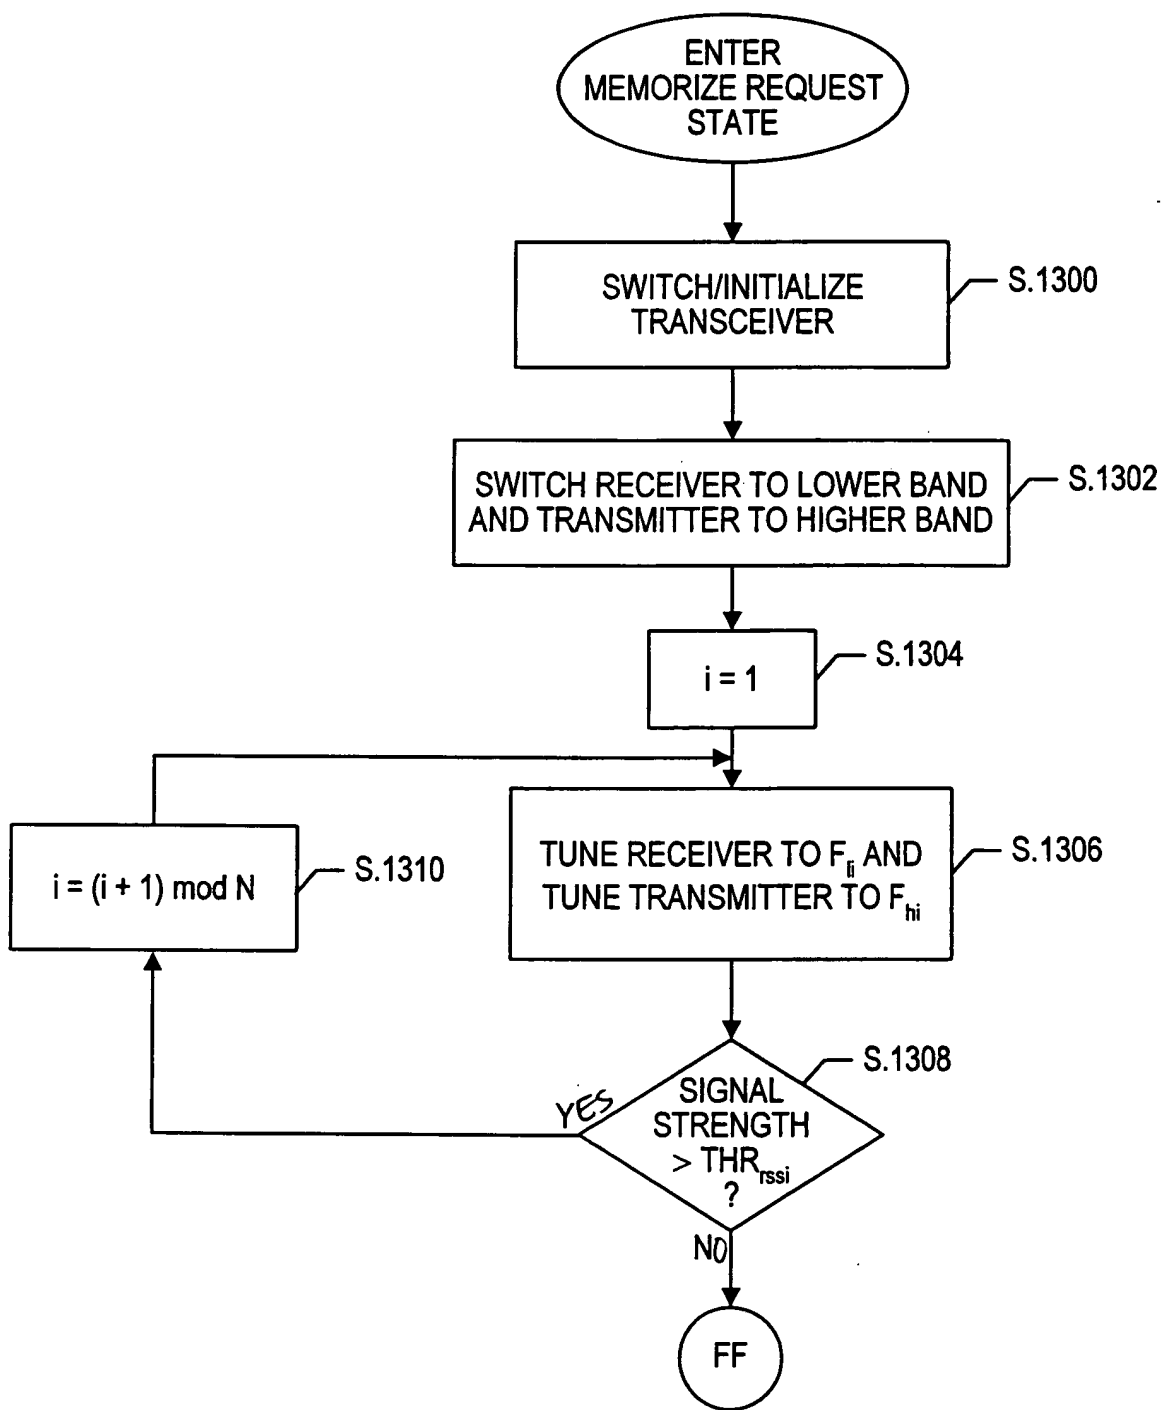 ENTER
MEMORIZE REQUEST
STATE
SWITCH/INITIALIZE
TRANSCEIVER
S.1300
SWITCH RECEIVER TO LOWER BAND
AND TRANSMITTER TO HIGHER BAND
S.1302
i = 1
S.1304
TUNE RECEIVER TO F_li AND
TUNE TRANSMITTER TO F_hi
S.1306
i = (i + 1) mod N
S.1310
SIGNAL
STRENGTH
> THR_rssi
?
S.1308
YES
NO
FF